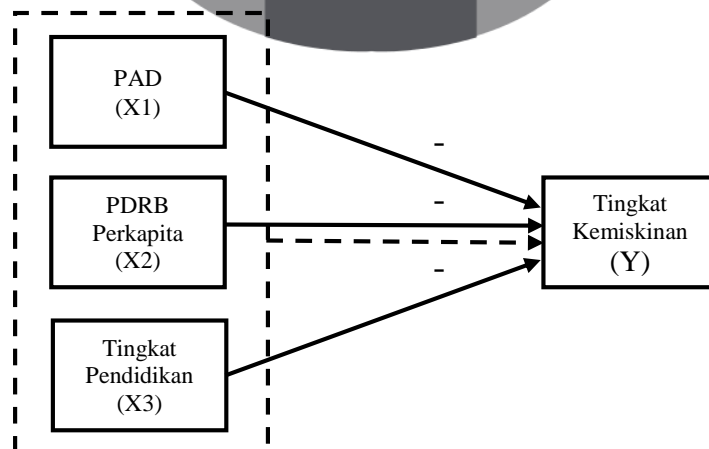 PAD
(X1)
PDRB
Perkapita
(X2)
Tingkat
Pendidikan
(X3)
-
-
-
Tingkat
Kemiskinan
(Y)